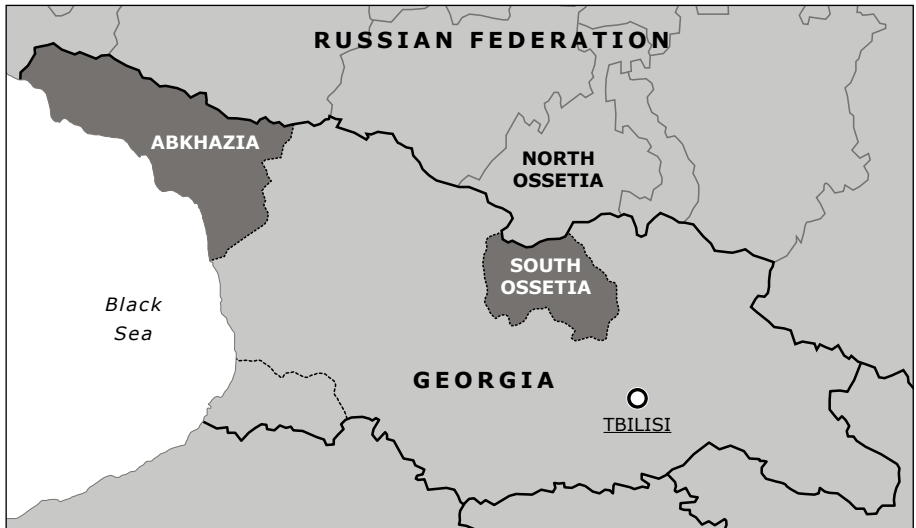 RUSSIAN FEDERATION
ABKHAZIA
NORTH
OSSETIA
SOUTH
OSSETIA
Black
Sea
GEORGIA
TBILISI